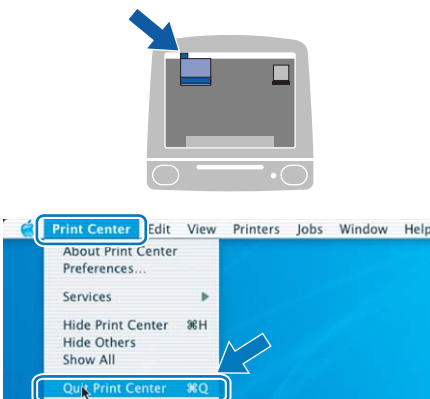 Print Center Edit View Printers Jobs Window Help
About Print Center
Preferences...
Services ▶
Hide Print Center ⌘H
Hide Others
Show All
Quit Print Center ⌘Q